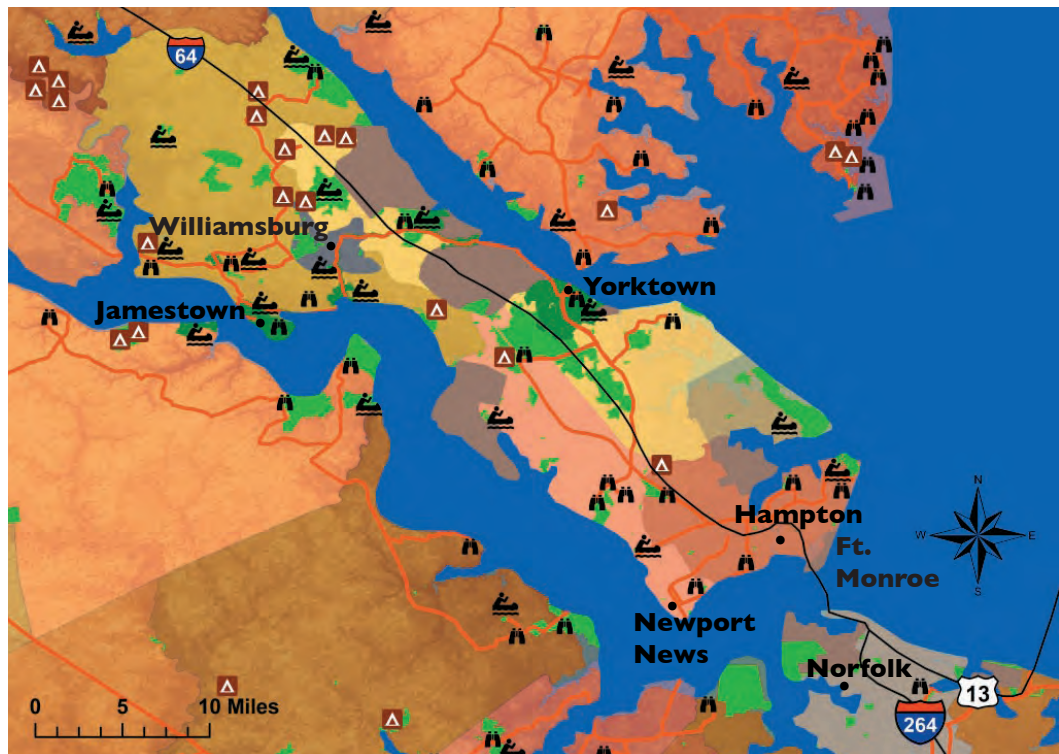 64
Williamsburg
Yorktown
Jamestown
N
W
E
S
Hampton
Ft.
Monroe
Newport
News
Norfolk
13
264
0 5 10 Miles